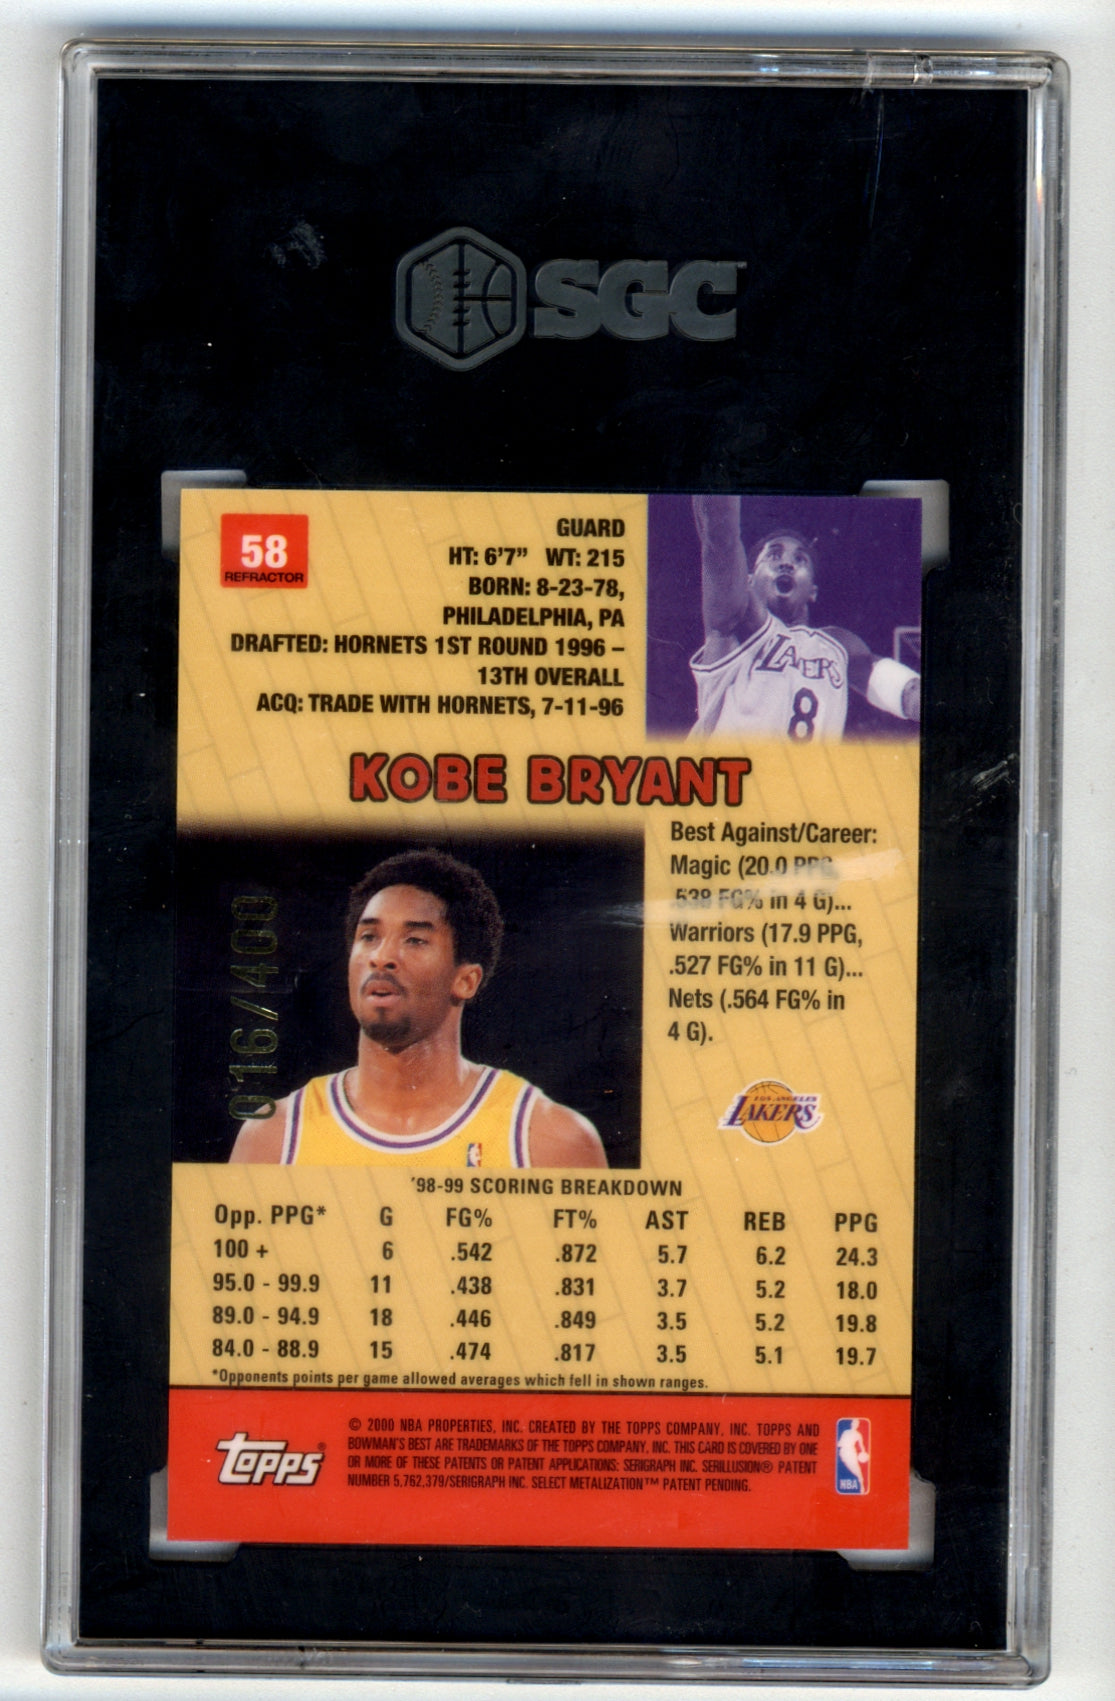 SGC
58
REFRACTOR
GUARD
HT: 6'7" WT: 215
BORN: 8-23-78,
PHILADELPHIA, PA
DRAFTED: HORNETS 1ST ROUND 1996 –
13TH OVERALL
ACQ: TRADE WITH HORNETS, 7-11-96
LAKERS
8
KOBE BRYANT
Best Against/Career:
Magic (20.0 PPG,
.538 FG% in 4 G)...
Warriors (17.9 PPG,
.527 FG% in 11 G)...
Nets (.564 FG% in
4 G).
016/400
LOS ANGELES
LAKERS
'98-99 SCORING BREAKDOWN
Opp. PPG* G FG% FT% AST REB PPG
100 + 6 .542 .872 5.7 6.2 24.3
95.0 - 99.9 11 .438 .831 3.7 5.2 18.0
89.0 - 94.9 18 .446 .849 3.5 5.2 19.8
84.0 - 88.9 15 .474 .817 3.5 5.1 19.7
*Opponents points per game allowed averages which fell in shown ranges.
topps®
© 2000 NBA PROPERTIES, INC. CREATED BY THE TOPPS COMPANY, INC. TOPPS AND
BOWMAN'S BEST ARE TRADEMARKS OF THE TOPPS COMPANY, INC. THIS CARD IS COVERED BY ONE
OR MORE OF THESE PATENTS OR PATENT APPLICATIONS: SERIGRAPH INC. SERILLUSION® PATENT
NUMBER 5,762,379/SERIGRAPH INC. SELECT METALIZATION™ PATENT PENDING.
NBA